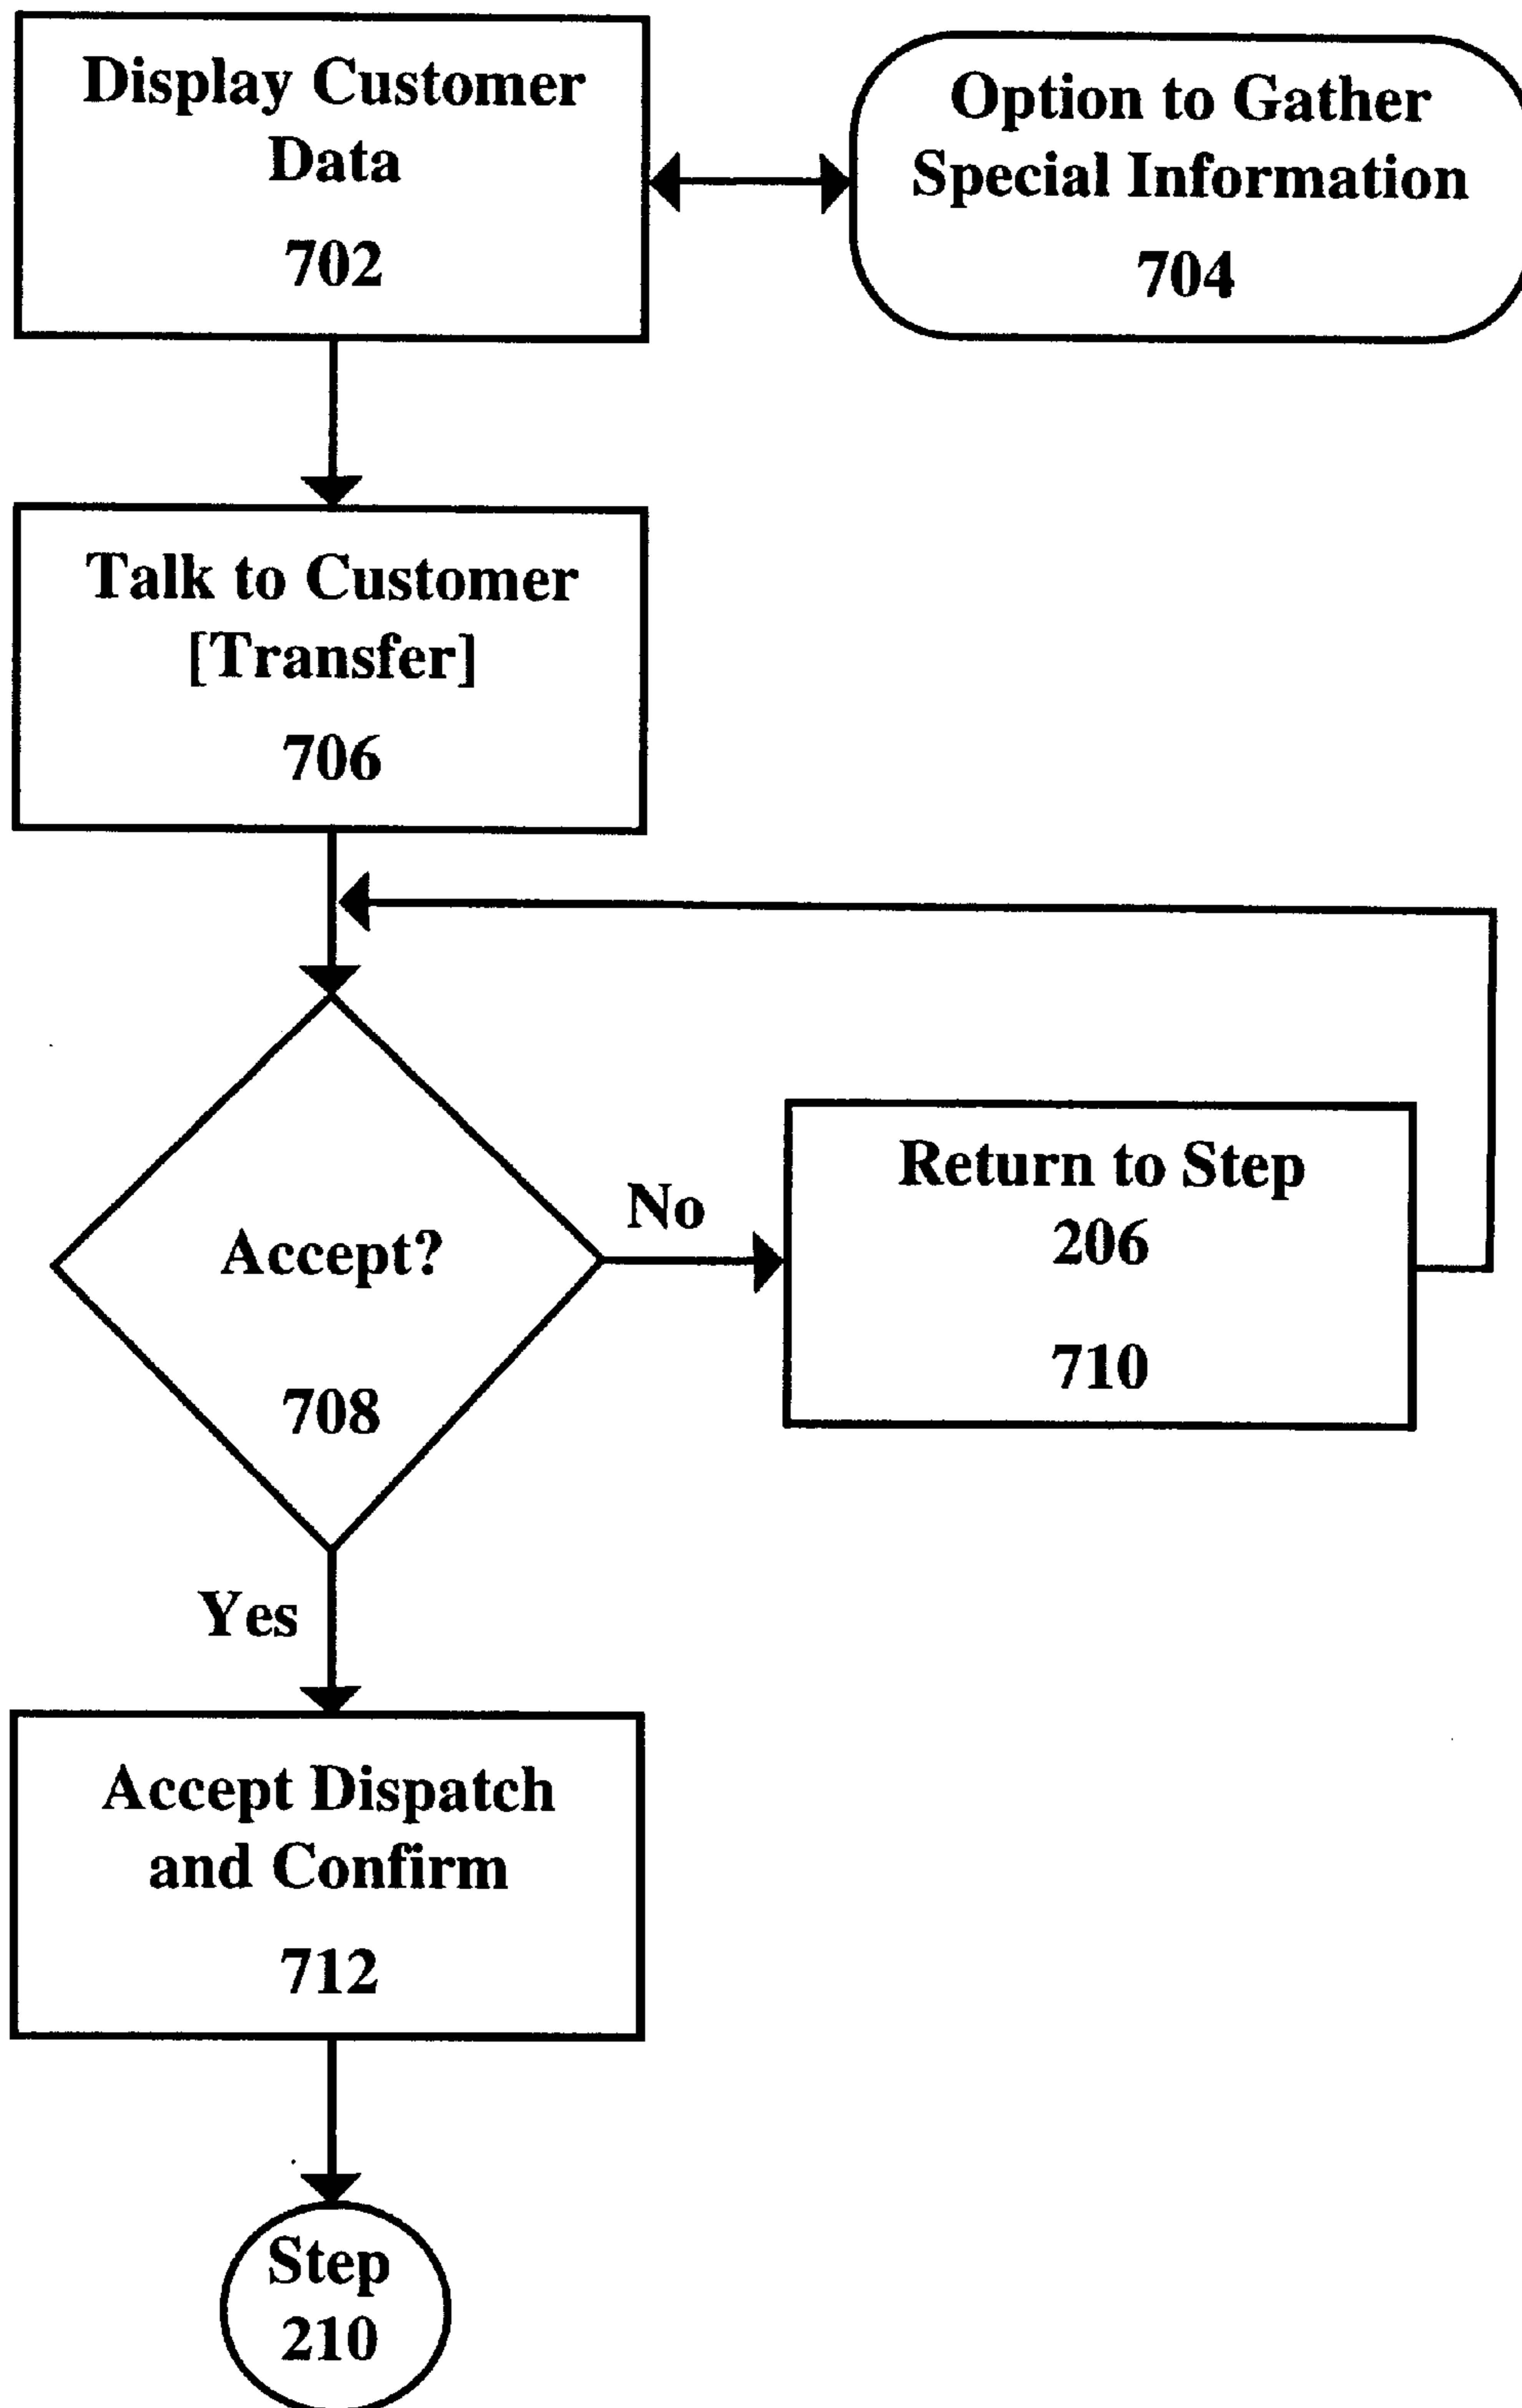 Display Customer
Data
702
Option to Gather
Special Information
704
Talk to Customer
[Transfer]
706
Accept?
708
No
Return to Step
206
710
Yes
Accept Dispatch
and Confirm
712
Step
210